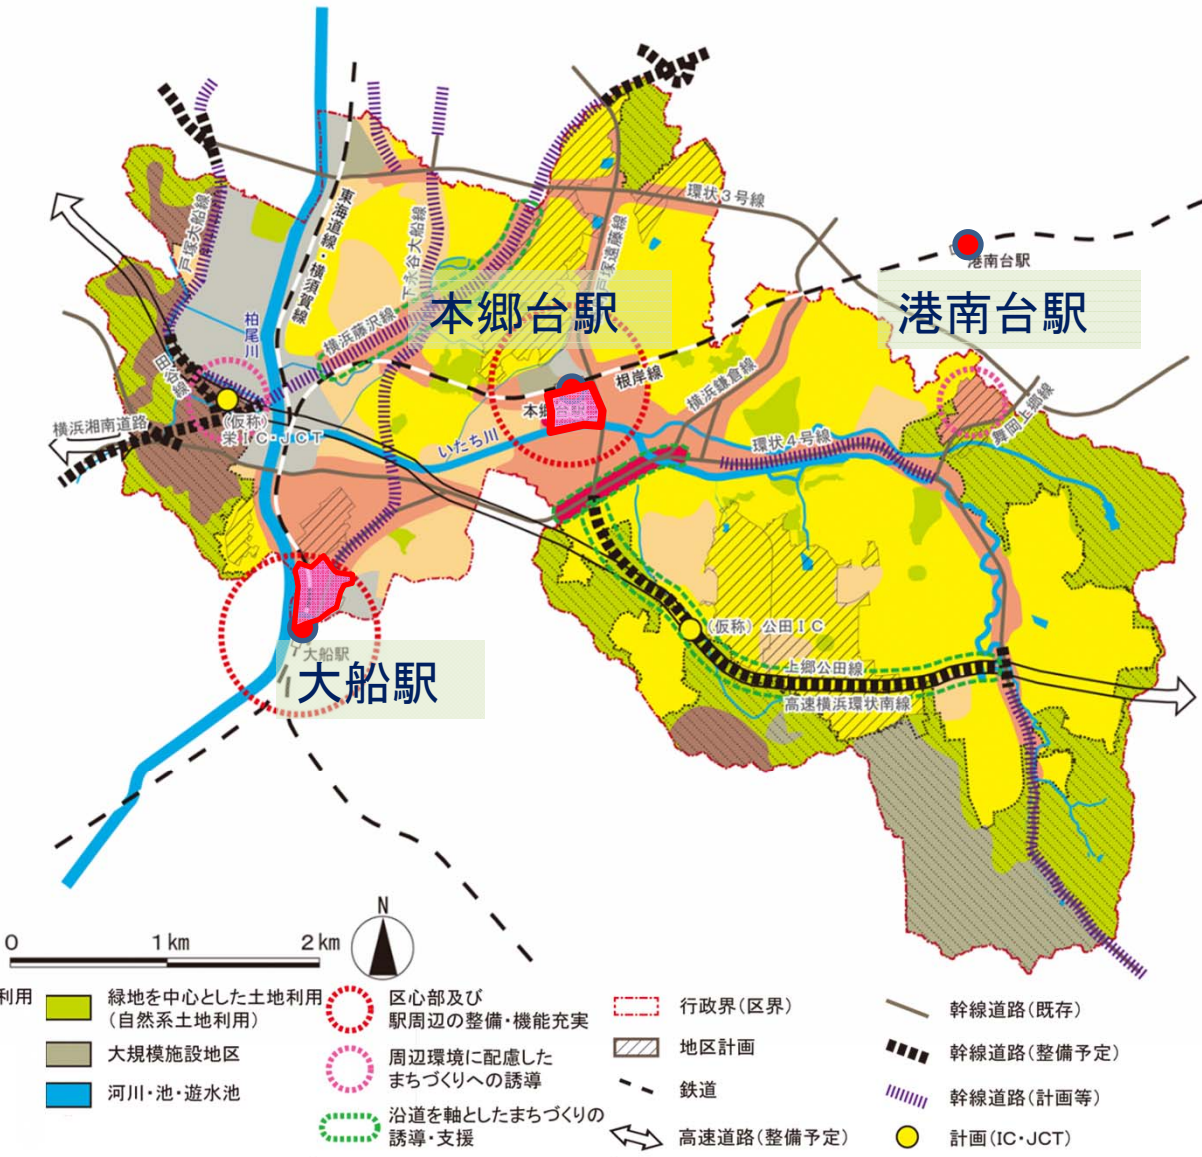 環状３号線
東海道線・横須賀線
戸塚大船線
下永谷大船線
戸塚遠藤線
港南台駅
本郷台駅
港南台駅
柏尾川
横浜藤沢線
根岸線
横浜鎌倉線
田谷線
本郷台駅
舞岡上郷線
横浜湘南道路
(仮称)
栄ＩＣ・ＪＣＴ
いたち川
環状４号線
(仮称) 公田ＩＣ
大船駅
大船駅
上郷公田線
高速横浜環状南線
N
0 1km 2km
利用
緑地を中心とした土地利用
(自然系土地利用)
大規模施設地区
河川・池・遊水池
区心部及び
駅周辺の整備・機能充実
周辺環境に配慮した
まちづくりへの誘導
沿道を軸としたまちづくりの
誘導・支援
行政界(区界)
地区計画
鉄道
高速道路(整備予定)
幹線道路(既存)
幹線道路(整備予定)
幹線道路(計画等)
計画(IC・JCT)